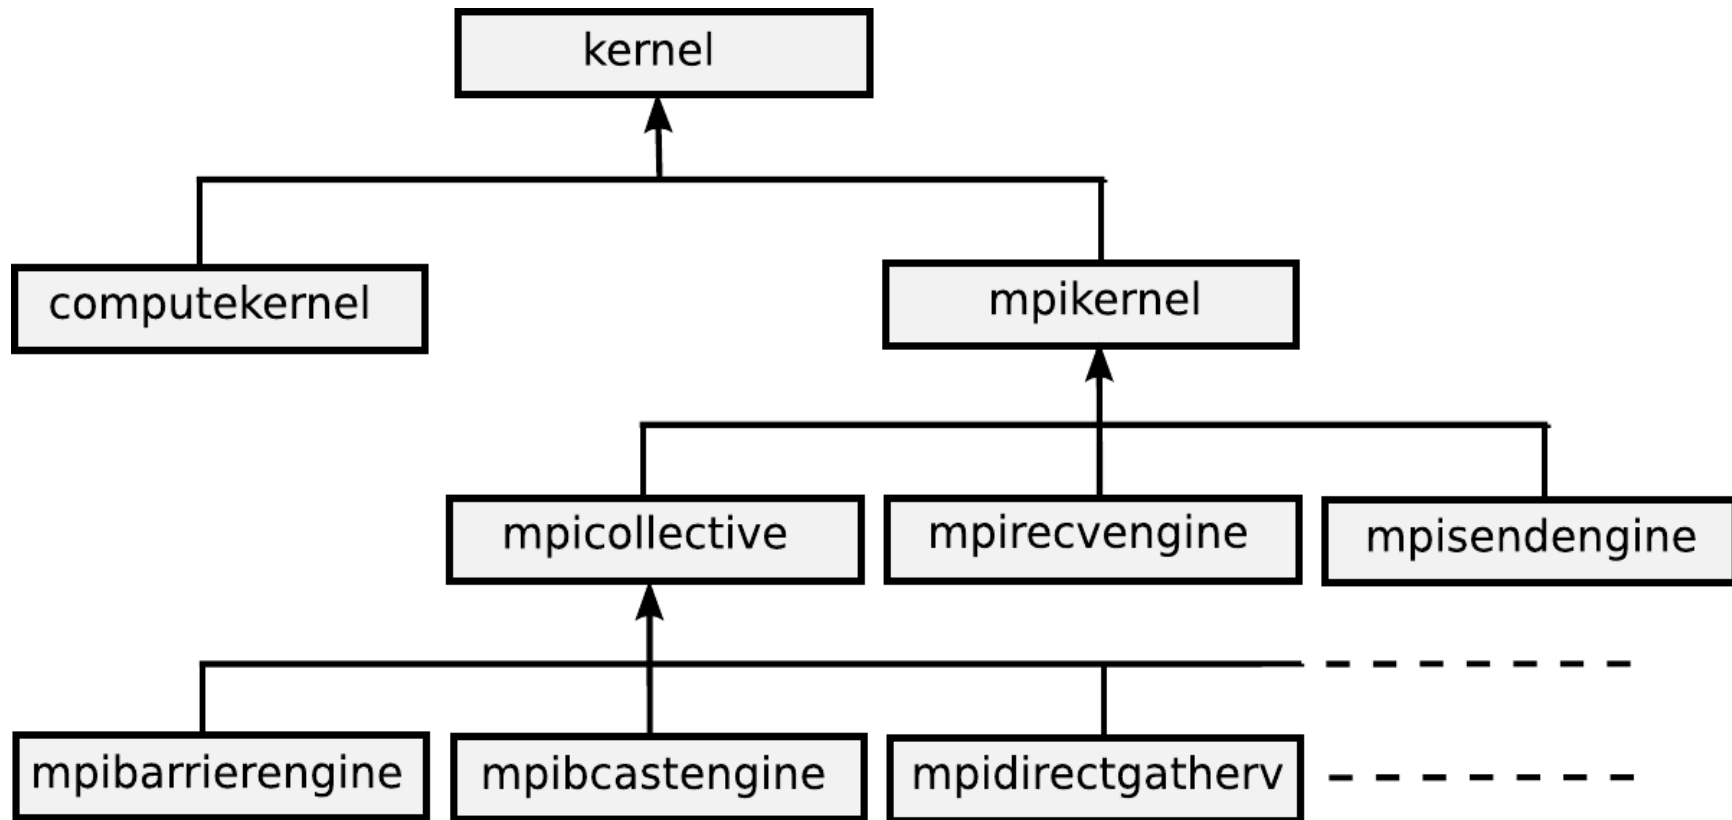 kernel
computekernel
mpikernel
mpicollective
mpirecvengine
mpisendengine
mpibarrierengine
mpibcastengine
mpidirectgatherv